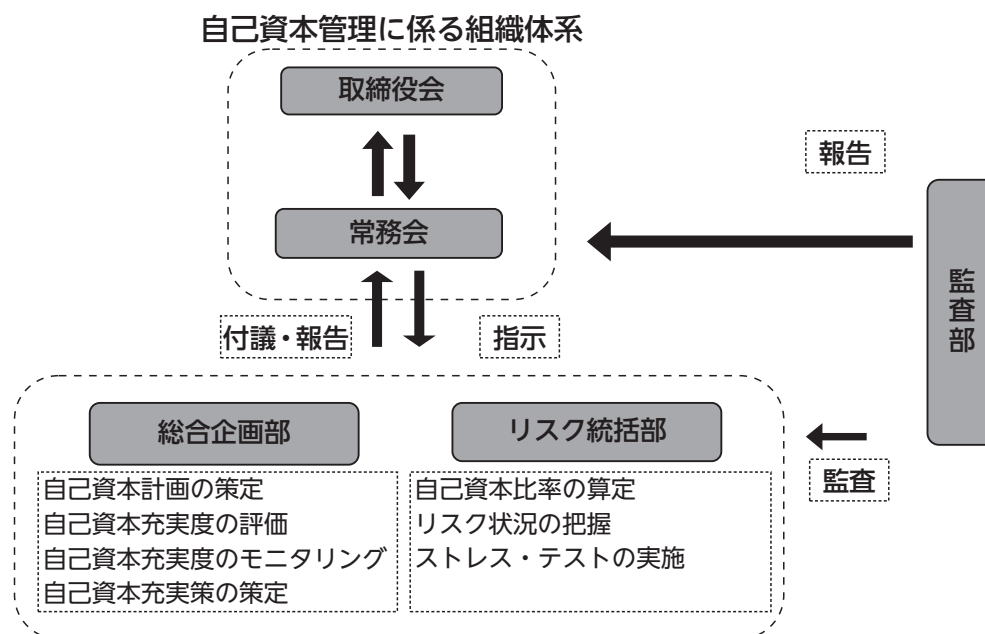 自己資本管理に係る組織体系
取締役会
報告
常務会
監査部
付議・報告
指示
総合企画部
リスク統括部
監査
自己資本計画の策定
自己資本充実度の評価
自己資本充実度のモニタリング
自己資本充実策の策定
自己資本比率の算定
リスク状況の把握
ストレス・テストの実施